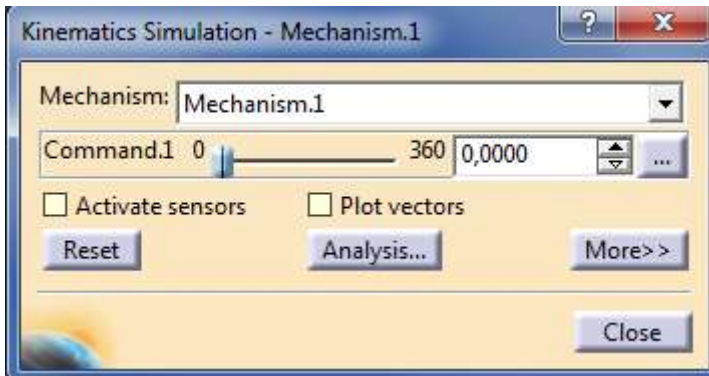 Kinematics Simulation - Mechanism.1
?
Mechanism: Mechanism.1
Command.1 0 360 0,0000 ...
Activate sensors Plot vectors
Reset Analysis... More>>
Close